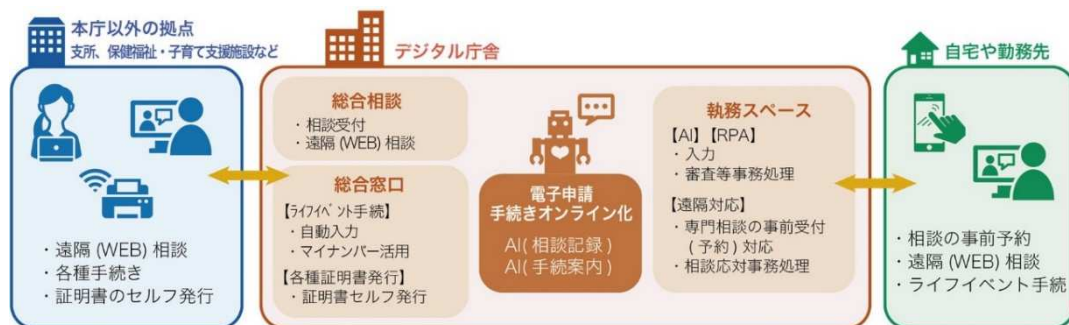 本庁以外の拠点
支所、保健福祉・子育て支援施設など
・遠隔 (WEB) 相談
・各種手続き
・証明書のセルフ発行
デジタル庁舎
総合相談
・相談受付
・遠隔 (WEB) 相談
総合窓口
【ﾗｲﾌｲﾍﾞﾝﾄ手続】
・自動入力
・マイナンバー活用
【各種証明書発行】
・証明書セルフ発行
電子申請
手続きオンライン化
AI( 相談記録 )
AI( 手続案内 )
執務スペース
【AI】【RPA】
・入力
・審査等事務処理
【遠隔対応】
・専門相談の事前受付
( 予約 ) 対応
・相談応対事務処理
自宅や勤務先
・相談の事前予約
・遠隔 (WEB) 相談
・ライフイベント手続